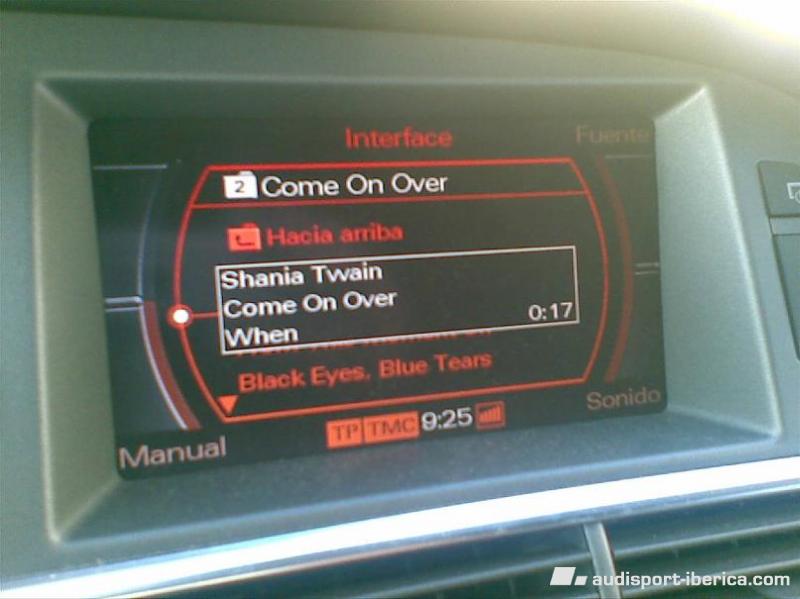 Interface
Fuente
2 Come On Over
Hacia arriba
Shania Twain
Come On Over
When
0:17
Black Eyes, Blue Tears
Sonido
Manual
TP TMC 9:25
audisport-iberica.com